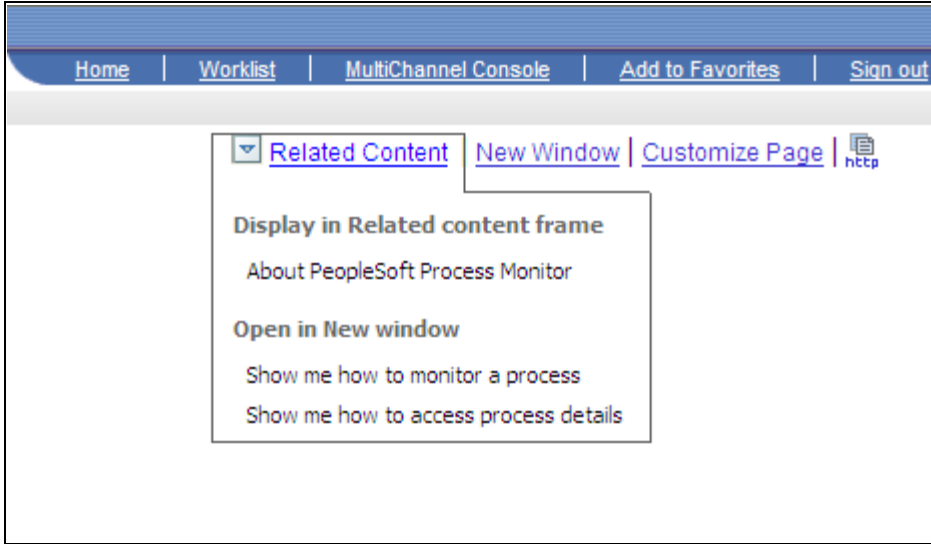 Home | Worklist | MultiChannel Console | Add to Favorites | Sign out
Related Content | New Window | Customize Page | http
Display in Related content frame
About PeopleSoft Process Monitor
Open in New window
Show me how to monitor a process
Show me how to access process details